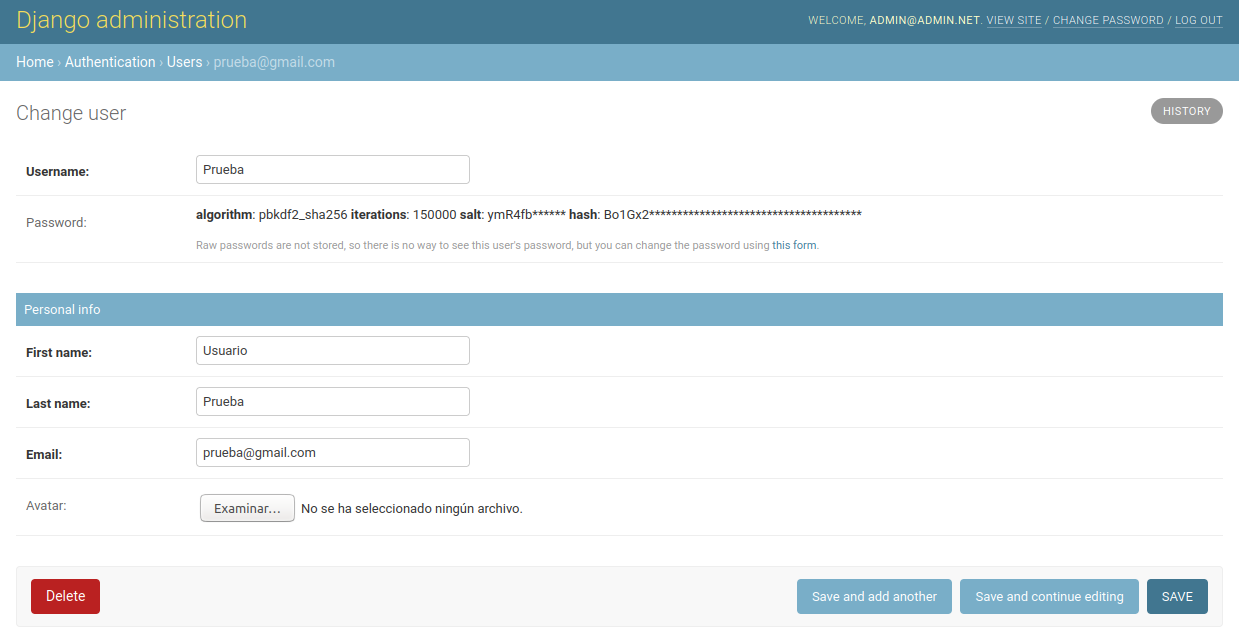 Django administration
WELCOME, ADMIN@ADMIN.NET. VIEW SITE / CHANGE PASSWORD / LOG OUT
Home › Authentication › Users › prueba@gmail.com
Change user
HISTORY
Username: Prueba
Password: algorithm: pbkdf2_sha256 iterations: 150000 salt: ymR4fb****** hash: Bo1Gx2**************************************
Raw passwords are not stored, so there is no way to see this user's password, but you can change the password using this form.
Personal info
First name: Usuario
Last name: Prueba
Email: prueba@gmail.com
Avatar: Examinar... No se ha seleccionado ningún archivo.
Delete Save and add another Save and continue editing SAVE